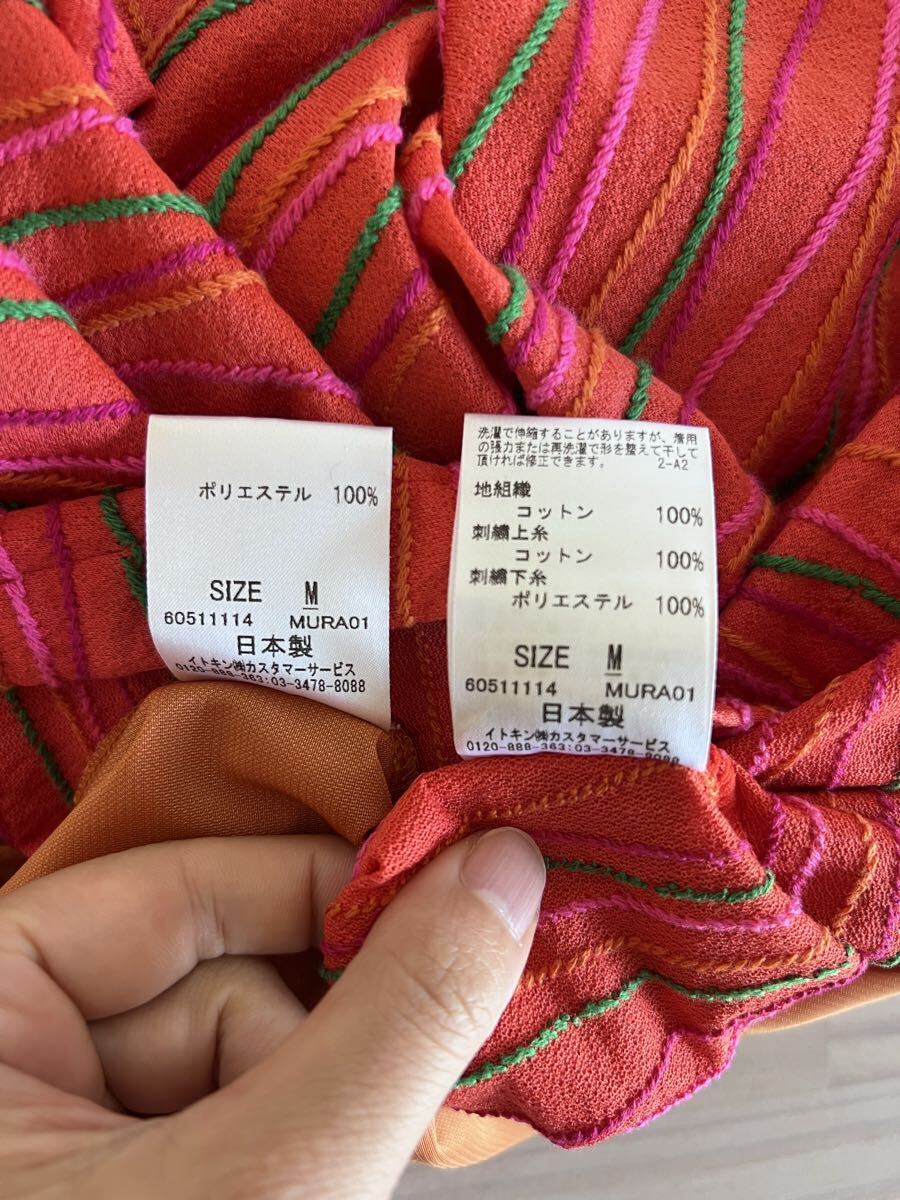 ポリエステル 100%
SIZE M
60511114 MURA01
日本製
イトキン㈱カスタマーサービス
0120-888-363:03-3478-8088
洗濯で伸縮することがありますが、着用
の張力または再洗濯で形を整えて干して
頂ければ修正できます。 2-A2
地組織
コットン 100%
刺繍上糸
コットン 100%
刺繍下糸
ポリエステル 100%
SIZE M
60511114 MURA01
日本製
イトキン㈱カスタマーサービス
0120-888-363:03-3478-8088